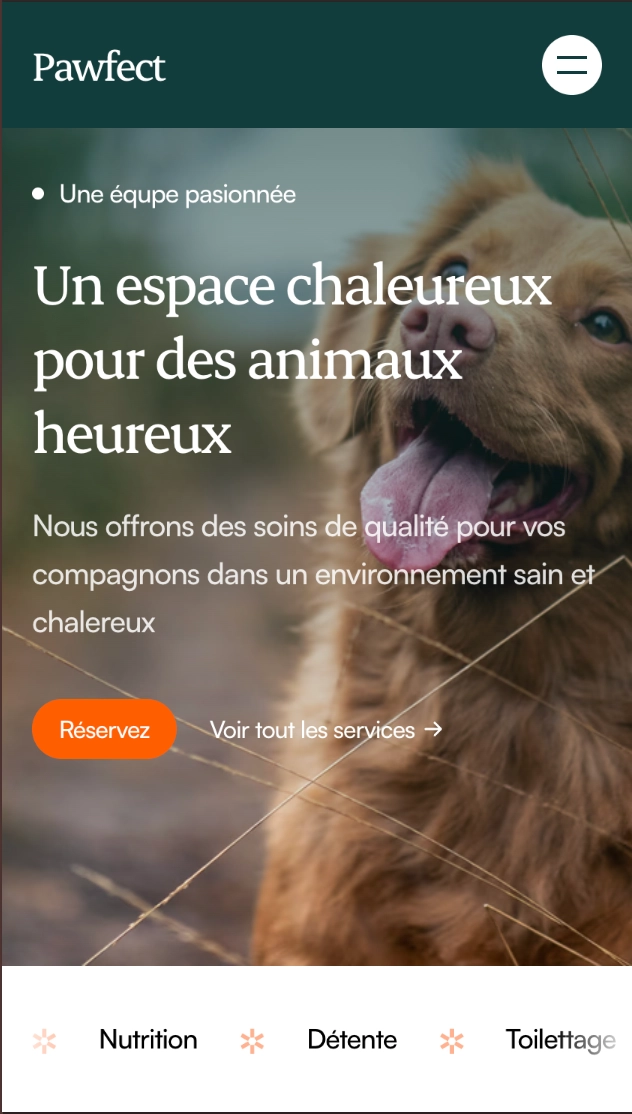 Pawfect
Une équpe pasionnée
Un espace chaleureux
pour des animaux
heureux
Nous offrons des soins de qualité pour vos
compagnons dans un environnement sain et
chalereux
Réservez
Voir tout les services →
Nutrition
Détente
Toilettage